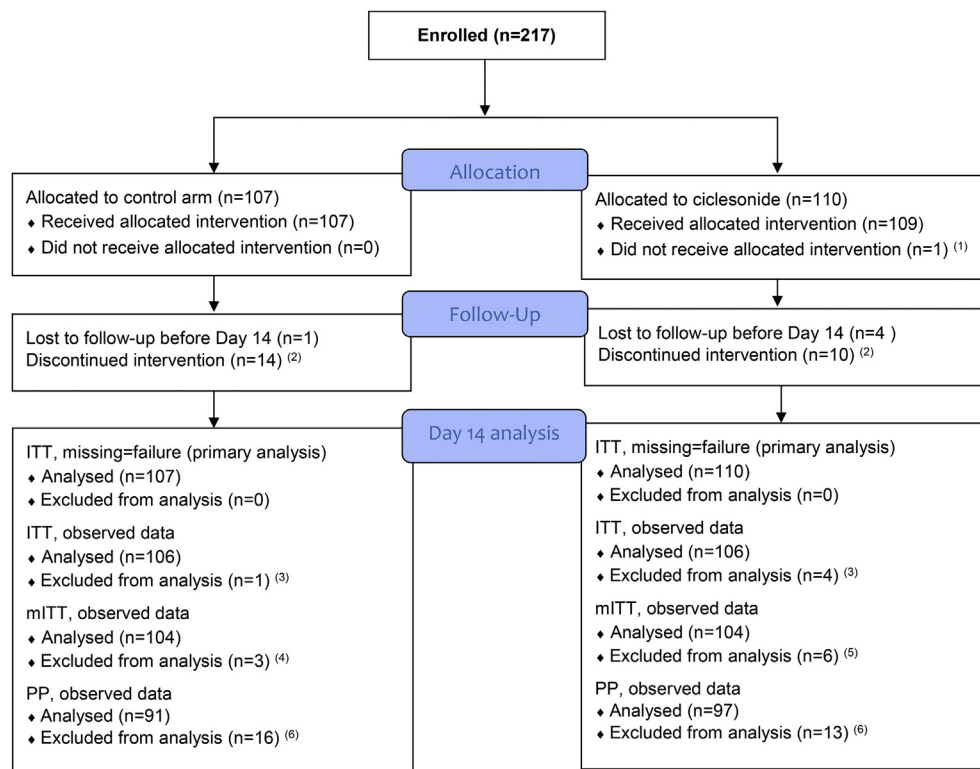 Enrolled (n=217)
Allocation
Allocated to control arm (n=107)
♦ Received allocated intervention (n=107)
♦ Did not receive allocated intervention (n=0)
Allocated to ciclesonide (n=110)
♦ Received allocated intervention (n=109)
♦ Did not receive allocated intervention (n=1) (1)
Follow-Up
Lost to follow-up before Day 14 (n=1)
Discontinued intervention (n=14) (2)
Lost to follow-up before Day 14 (n=4 )
Discontinued intervention (n=10) (2)
Day 14 analysis
ITT, missing=failure (primary analysis)
♦ Analysed (n=107)
♦ Excluded from analysis (n=0)
ITT, observed data
♦ Analysed (n=106)
♦ Excluded from analysis (n=1) (3)
mITT, observed data
♦ Analysed (n=104)
♦ Excluded from analysis (n=3) (4)
PP, observed data
♦ Analysed (n=91)
♦ Excluded from analysis (n=16) (6)
ITT, missing=failure (primary analysis)
♦ Analysed (n=110)
♦ Excluded from analysis (n=0)
ITT, observed data
♦ Analysed (n=106)
♦ Excluded from analysis (n=4) (3)
mITT, observed data
♦ Analysed (n=104)
♦ Excluded from analysis (n=6) (5)
PP, observed data
♦ Analysed (n=97)
♦ Excluded from analysis (n=13) (6)